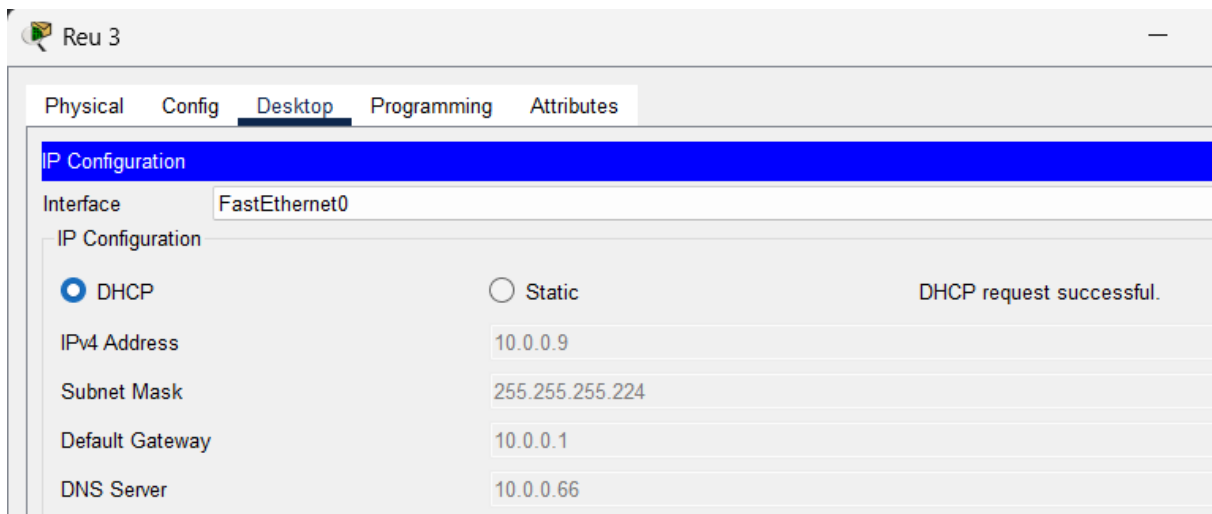 Reu 3
Physical Config Desktop Programming Attributes
IP Configuration
Interface FastEthernet0
IP Configuration
DHCP Static DHCP request successful.
IPv4 Address 10.0.0.9
Subnet Mask 255.255.255.224
Default Gateway 10.0.0.1
DNS Server 10.0.0.66